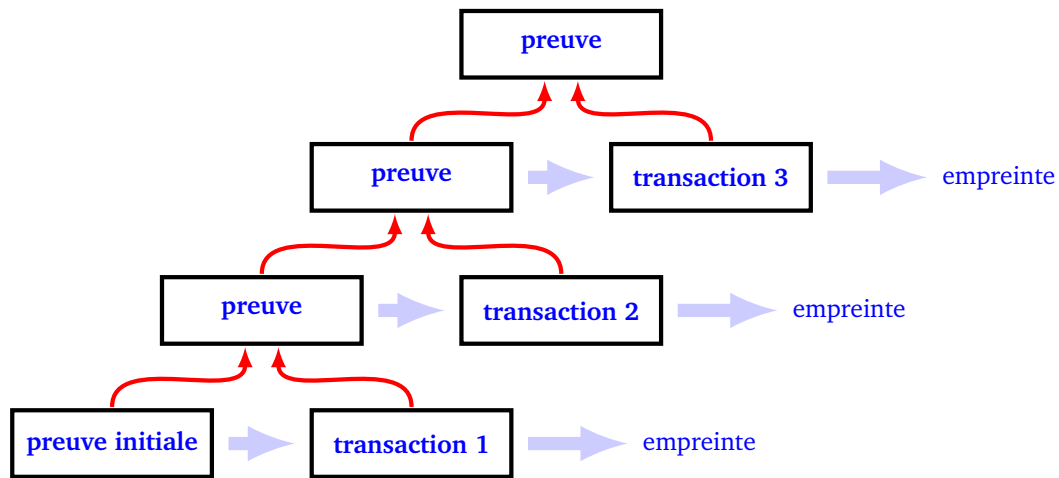 preuve
preuve transaction 3 empreinte
preuve transaction 2 empreinte
preuve initiale transaction 1 empreinte